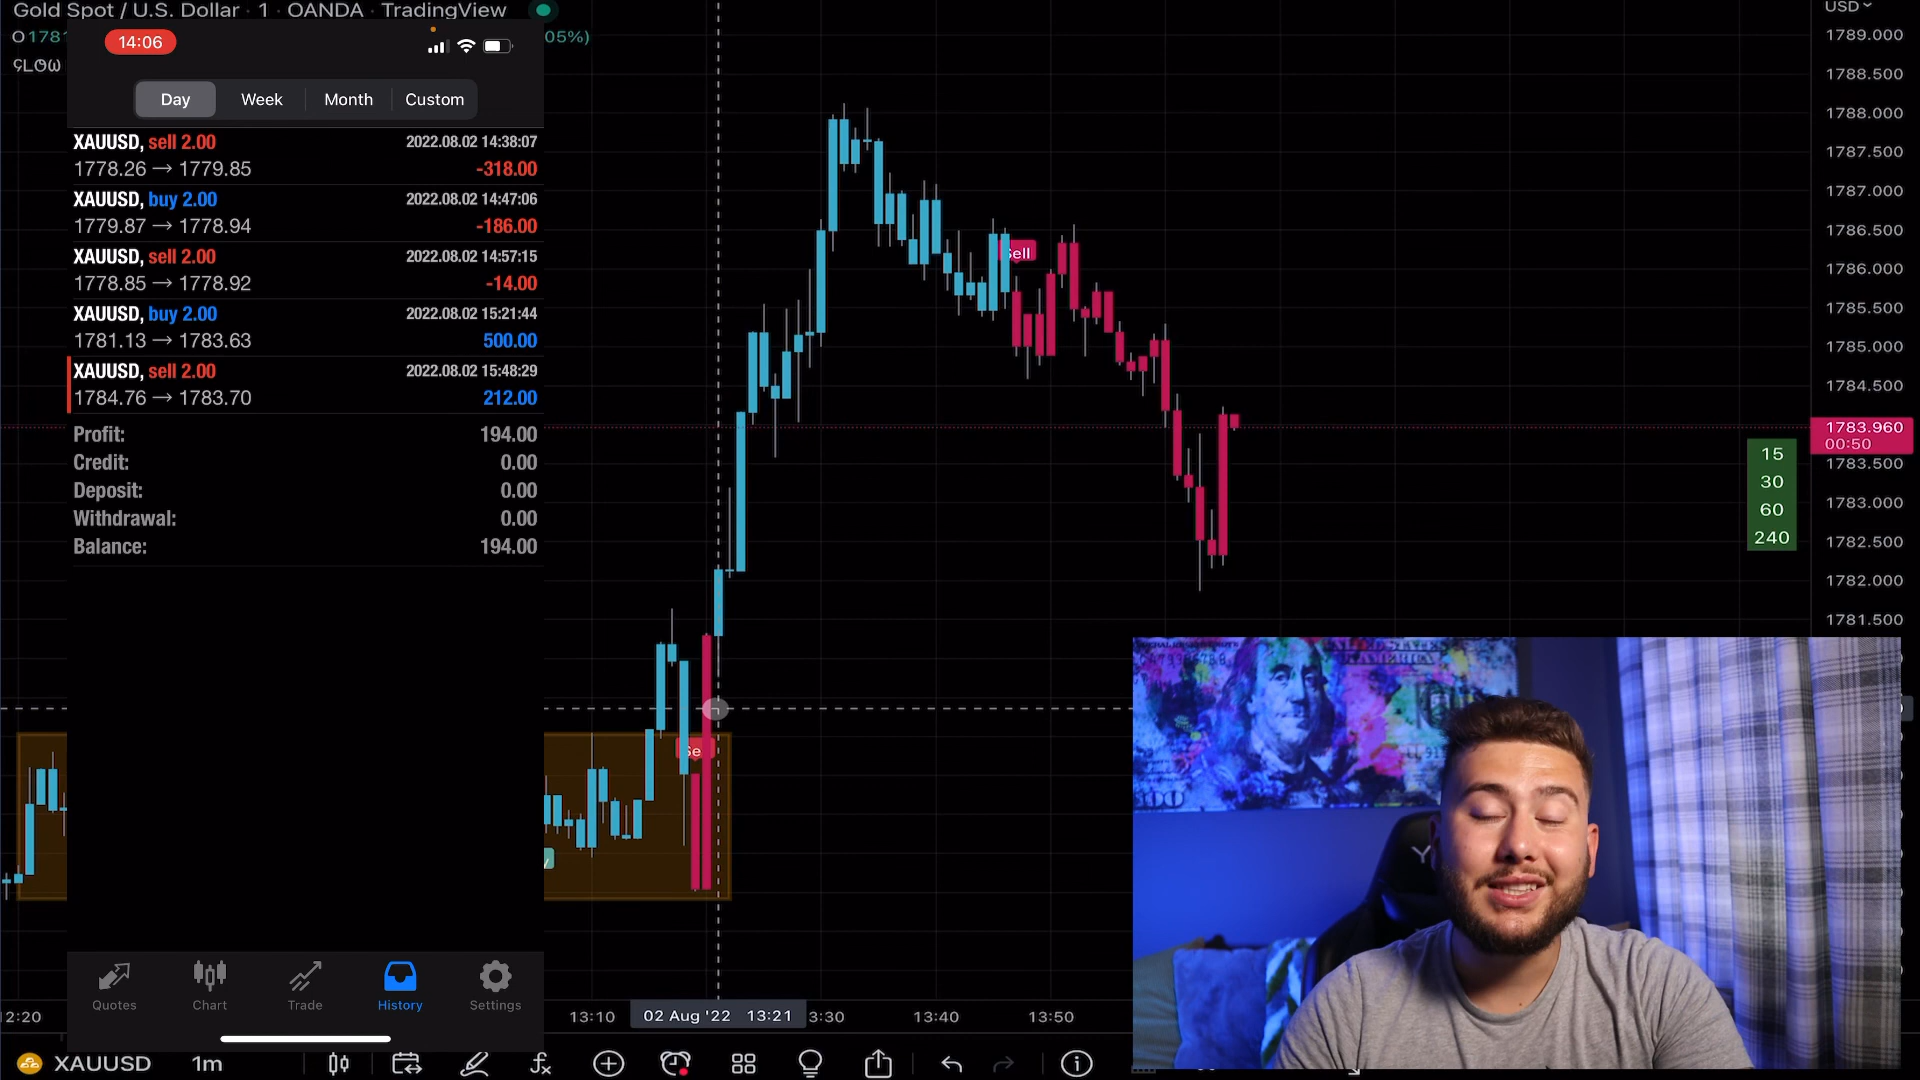 Gold Spot / U.S. Dollar · 1 · OANDA · TradingView
O1781
05%)
14:06
Day Week Month Custom
XAUUSD, sell 2.00 2022.08.02 14:38:07
1778.26 → 1779.85 -318.00
XAUUSD, buy 2.00 2022.08.02 14:47:06
1779.87 → 1778.94 -186.00
XAUUSD, sell 2.00 2022.08.02 14:57:15
1778.85 → 1778.92 -14.00
XAUUSD, buy 2.00 2022.08.02 15:21:44
1781.13 → 1783.63 500.00
XAUUSD, sell 2.00 2022.08.02 15:48:29
1784.76 → 1783.70 212.00
Profit: 194.00
Credit: 0.00
Deposit: 0.00
Withdrawal: 0.00
Balance: 194.00
Quotes Chart Trade History Settings
Sell
USD
1789.000
1788.500
1788.000
1787.500
1787.000
1786.500
1786.000
1785.500
1785.000
1784.500
1783.960
00:50
1783.500
1783.000
1782.500
1782.000
1781.500
15
30
60
240
2:20 13:10 02 Aug '22 13:21 3:30 13:40 13:50
XAUUSD 1m